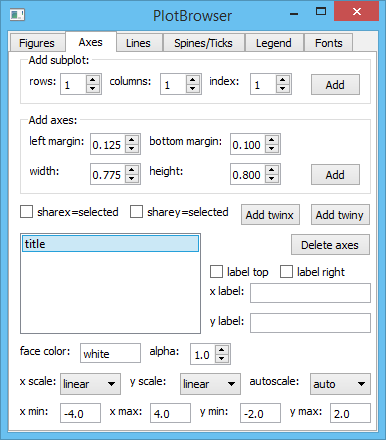 PlotBrowser
Figures Axes Lines Spines/Ticks Legend Fonts
Add subplot:
rows: 1 columns: 1 index: 1 Add
Add axes:
left margin: 0.125 bottom margin: 0.100
width: 0.775 height: 0.800 Add
sharex=selected sharey=selected Add twinx Add twiny
title Delete axes
label top label right
x label:
y label:
face color: white alpha: 1.0
x scale: linear y scale: linear autoscale: auto
x min: -4.0 x max: 4.0 y min: -2.0 y max: 2.0